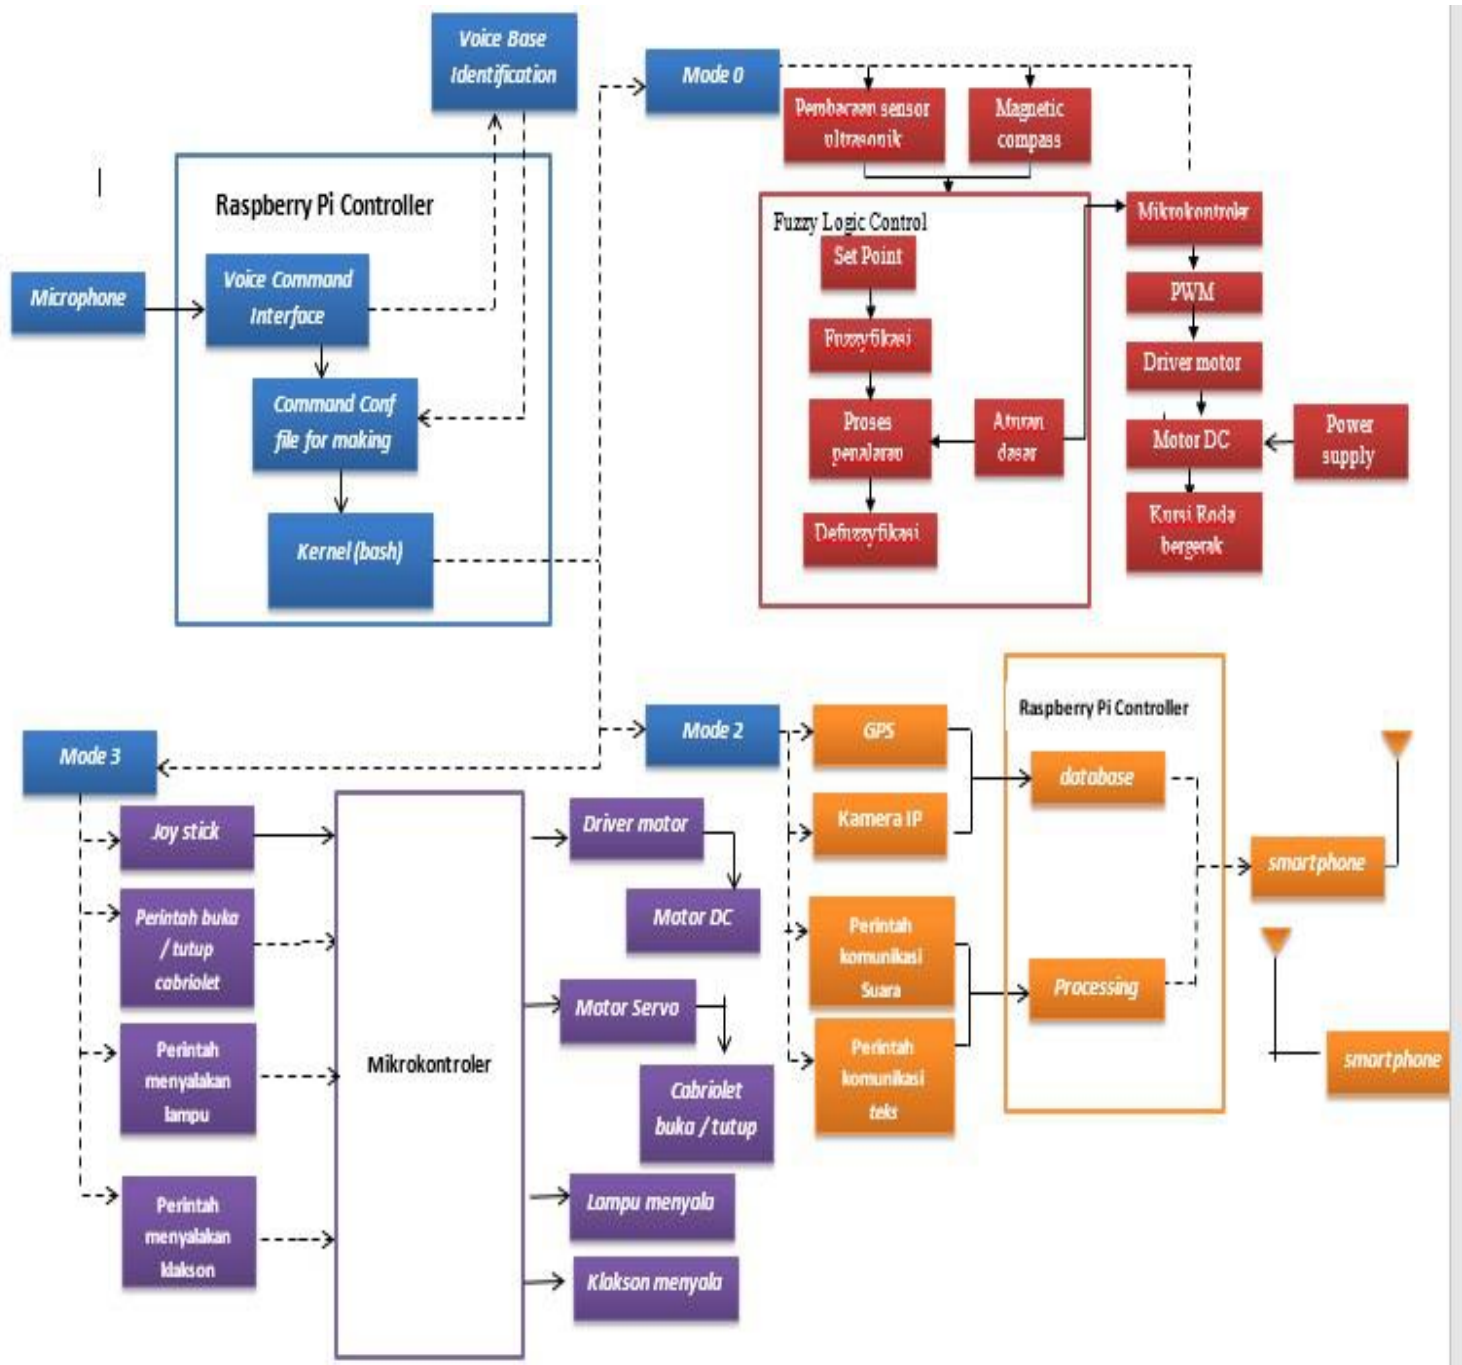 Voice Base
Identification
Mode 0
Pembacaan sensor
ultrasonik
Magnetic
compass
Raspberry Pi Controller
Microphone
Voice Command
Interface
Command Conf
file for making
Kernel (bash)
Fuzzy Logic Control
Set Point
Fuzzyfikasi
Proses
penalaran
Aturan
dasar
Defuzzyfikasi
Mikrokontroler
PWM
Driver motor
Motor DC
Power
supply
Kursi Roda
bergerak
Mode 3
Joy stick
Perintah buka
/ tutup
cabriolet
Perintah
menyalakan
lampu
Perintah
menyalakan
klakson
Mikrokontroler
Driver motor
Motor DC
Motor Servo
Cabriolet
buka / tutup
Lampu menyala
Klakson menyala
Mode 2
GPS
Kamera IP
Perintah
komunikasi
Suara
Perintah
komunikasi
teks
Raspberry Pi Controller
database
Processing
smartphone
smartphone